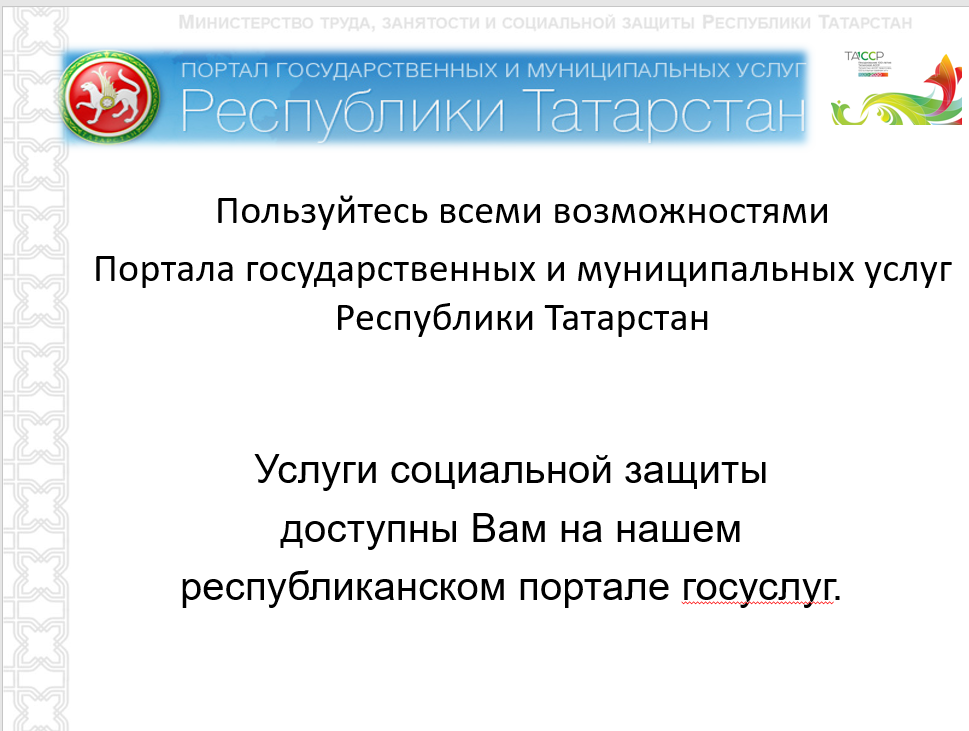 Министерство труда, занятости и социальной защиты Республики Татарстан
ПОРТАЛ ГОСУДАРСТВЕННЫХ И МУНИЦИПАЛЬНЫХ УСЛУГ
Республики Татарстан
ТАССР
Пользуйтесь всеми возможностями
Портала государственных и муниципальных услуг
Республики Татарстан
Услуги социальной защиты
доступны Вам на нашем
республиканском портале госуслуг.